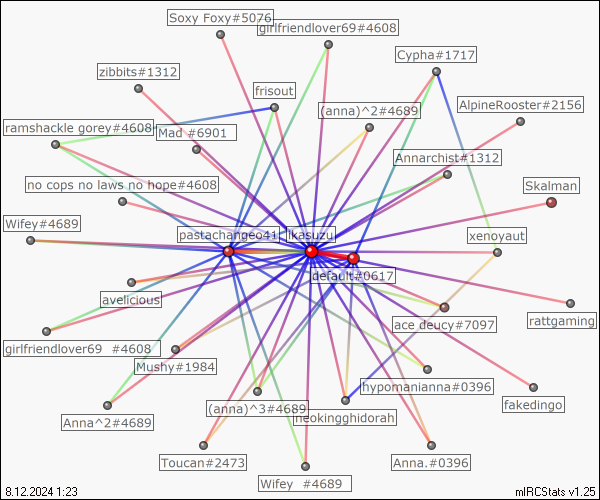 Soxy Foxy#5076
girlfriendlover69#4608
Cypha#1717
zibbits#1312
frisout
(anna)^2#4689
AlpineRooster#2156
ramshackle gorey#4608
Mad #6901
Annarchist#1312
no cops no laws no hope#4608
Skalman
Wifey#4689
pastachangeo41
likasuzu
xenoyaut
default#0617
avelicious
ace deucy#7097
rattgaming
girlfriendlover69 #4608
Mushy#1984
hypomanianna#0396
Anna^2#4689
(anna)^3#4689
neokingghidorah
fakedingo
Toucan#2473
Anna.#0396
Wifey #4689
8.12.2024 1:23
mIRCStats v1.25